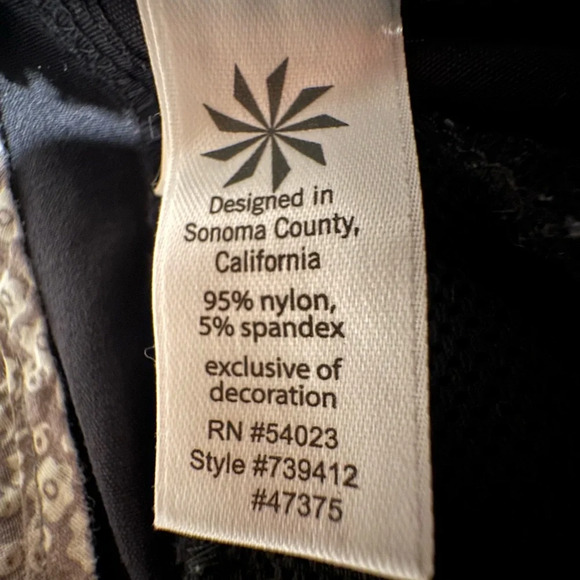 Designed in
Sonoma County,
California
95% nylon,
5% spandex
exclusive of
decoration
RN #54023
Style #739412
#47375